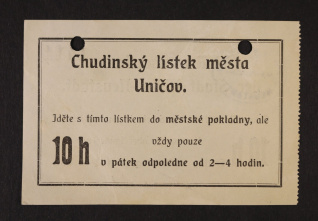 Chudinský lístek města
Uničov.
Jděte s tímto lístkem do městské pokladny, ale
vždy pouze
10 h
v pátek odpoledne od 2—4 hodin.